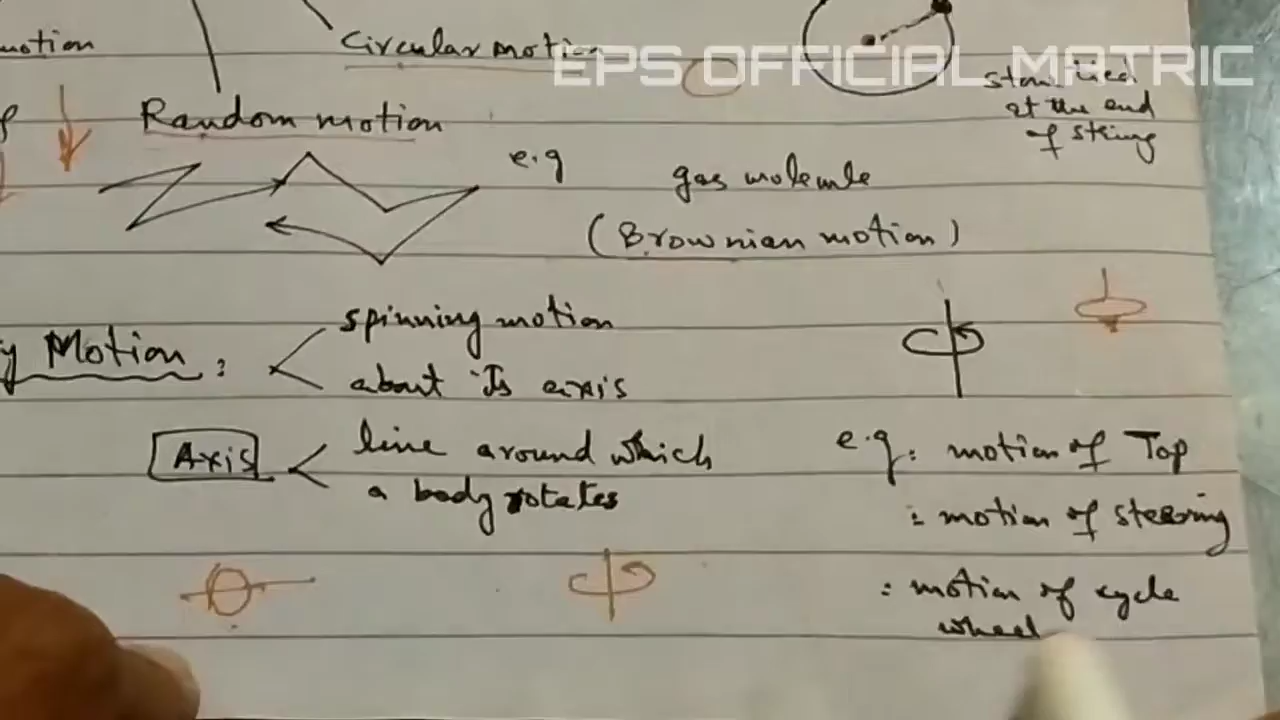 motion
Circular motion
EPS OFFICIAL MATRIC
at the end
of string
Random motion
e.g
gas molecule
(Brownian motion)
Motion :
spinning motion
about its axis
Axis
line around which
a body rotates
e.g : motion of Top
: motion of steering
: motion of cycle
wheel